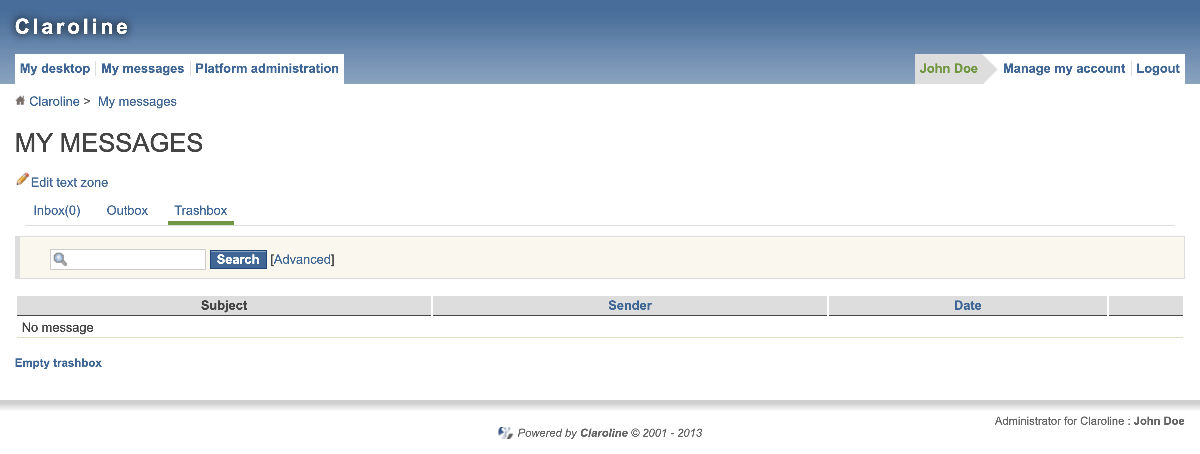 Claroline
My desktop My messages Platform administration John Doe Manage my account Logout
Claroline > My messages
MY MESSAGES
Edit text zone
Inbox(0) Outbox Trashbox
Search [Advanced]
Subject Sender Date
No message
Empty trashbox
Administrator for Claroline : John Doe
Powered by Claroline © 2001 - 2013